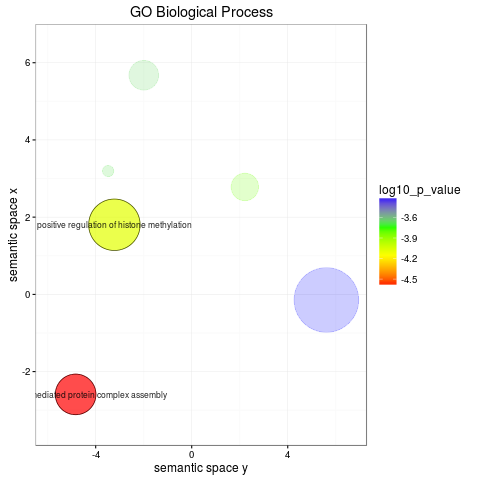 GO Biological Process
6
4
2
0
-2
-4
0
4
semantic space x
semantic space y
positive regulation of histone methylation
mediated protein complex assembly
log10_p_value
-3.6
-3.9
-4.2
-4.5